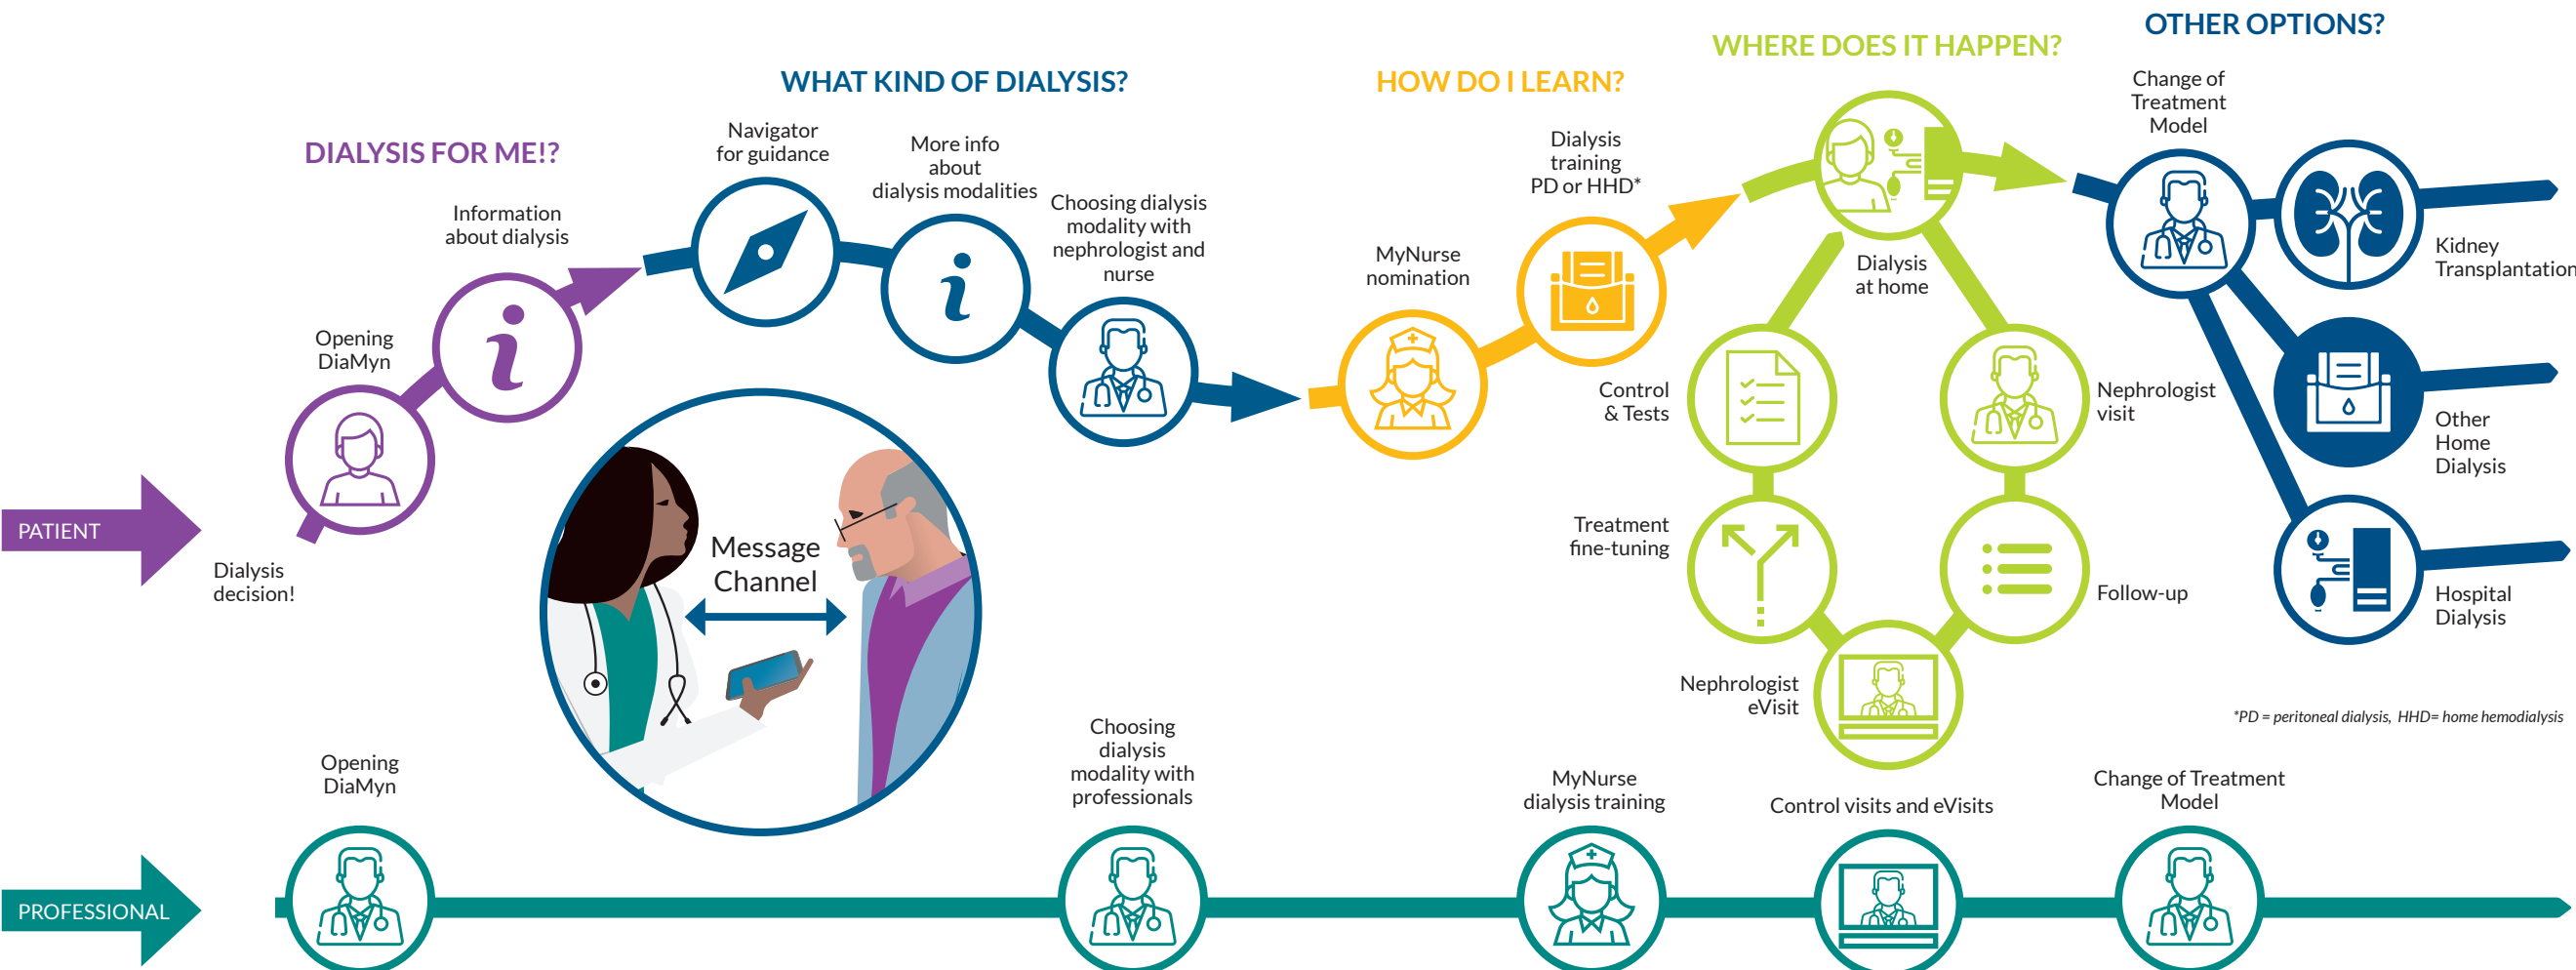 OTHER OPTIONS?
WHERE DOES IT HAPPEN?
WHAT KIND OF DIALYSIS?
HOW DO I LEARN?
DIALYSIS FOR ME!?
PATIENT
Dialysis
decision!
Opening
DiaMyn
Information
about dialysis
Navigator
for guidance
More info
about
dialysis modalities
Choosing dialysis
modality with
nephrologist and
nurse
Message
Channel
MyNurse
nomination
Dialysis
training
PD or HHD*
Dialysis
at home
Control
& Tests
Nephrologist
visit
Treatment
fine-tuning
Follow-up
Nephrologist
eVisit
Change of
Treatment
Model
Kidney
Transplantation
Other
Home
Dialysis
Hospital
Dialysis
*PD = peritoneal dialysis, HHD= home hemodialysis
PROFESSIONAL
Opening
DiaMyn
Choosing
dialysis
modality with
professionals
MyNurse
dialysis training
Control visits and eVisits
Change of Treatment
Model